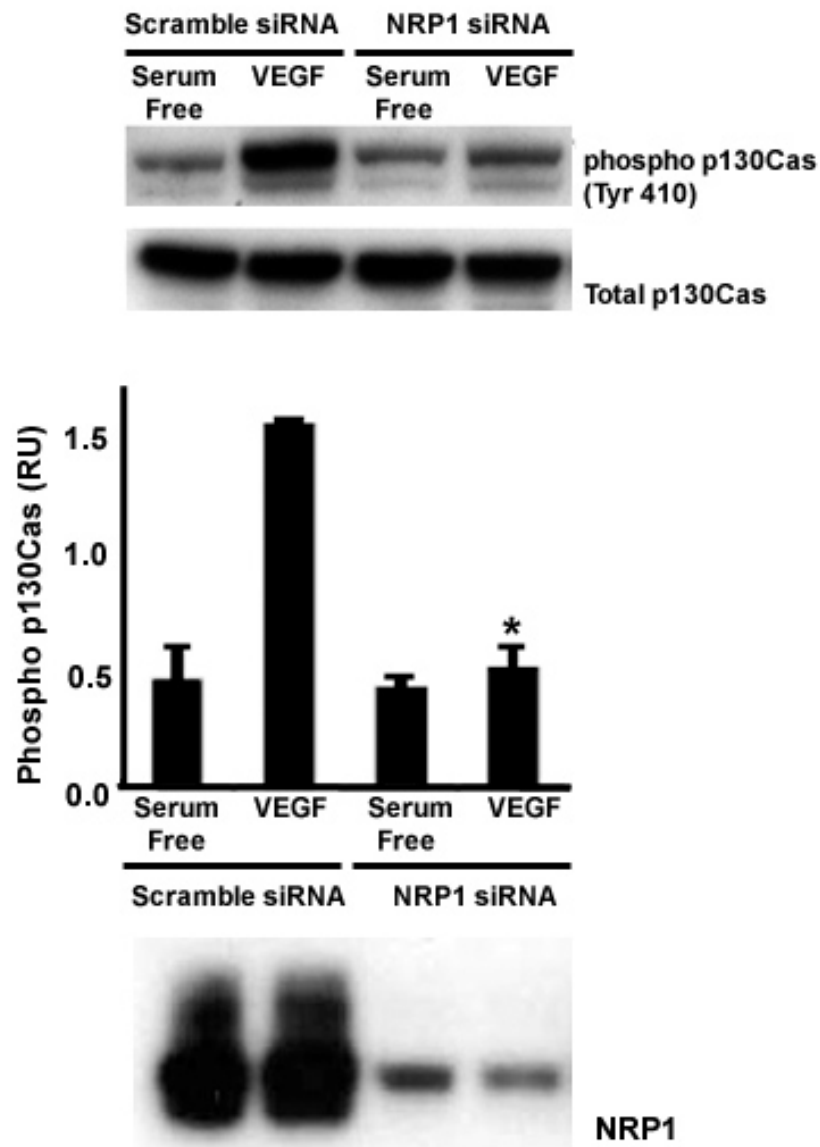 Scramble siRNA NRP1 siRNA
Serum Free VEGF Serum Free VEGF
phospho p130Cas
(Tyr 410)
Total p130Cas
Phospho p130Cas (RU)
1.5
1.0
0.5
0.0
*
Serum Free VEGF Serum Free VEGF
Scramble siRNA NRP1 siRNA
NRP1